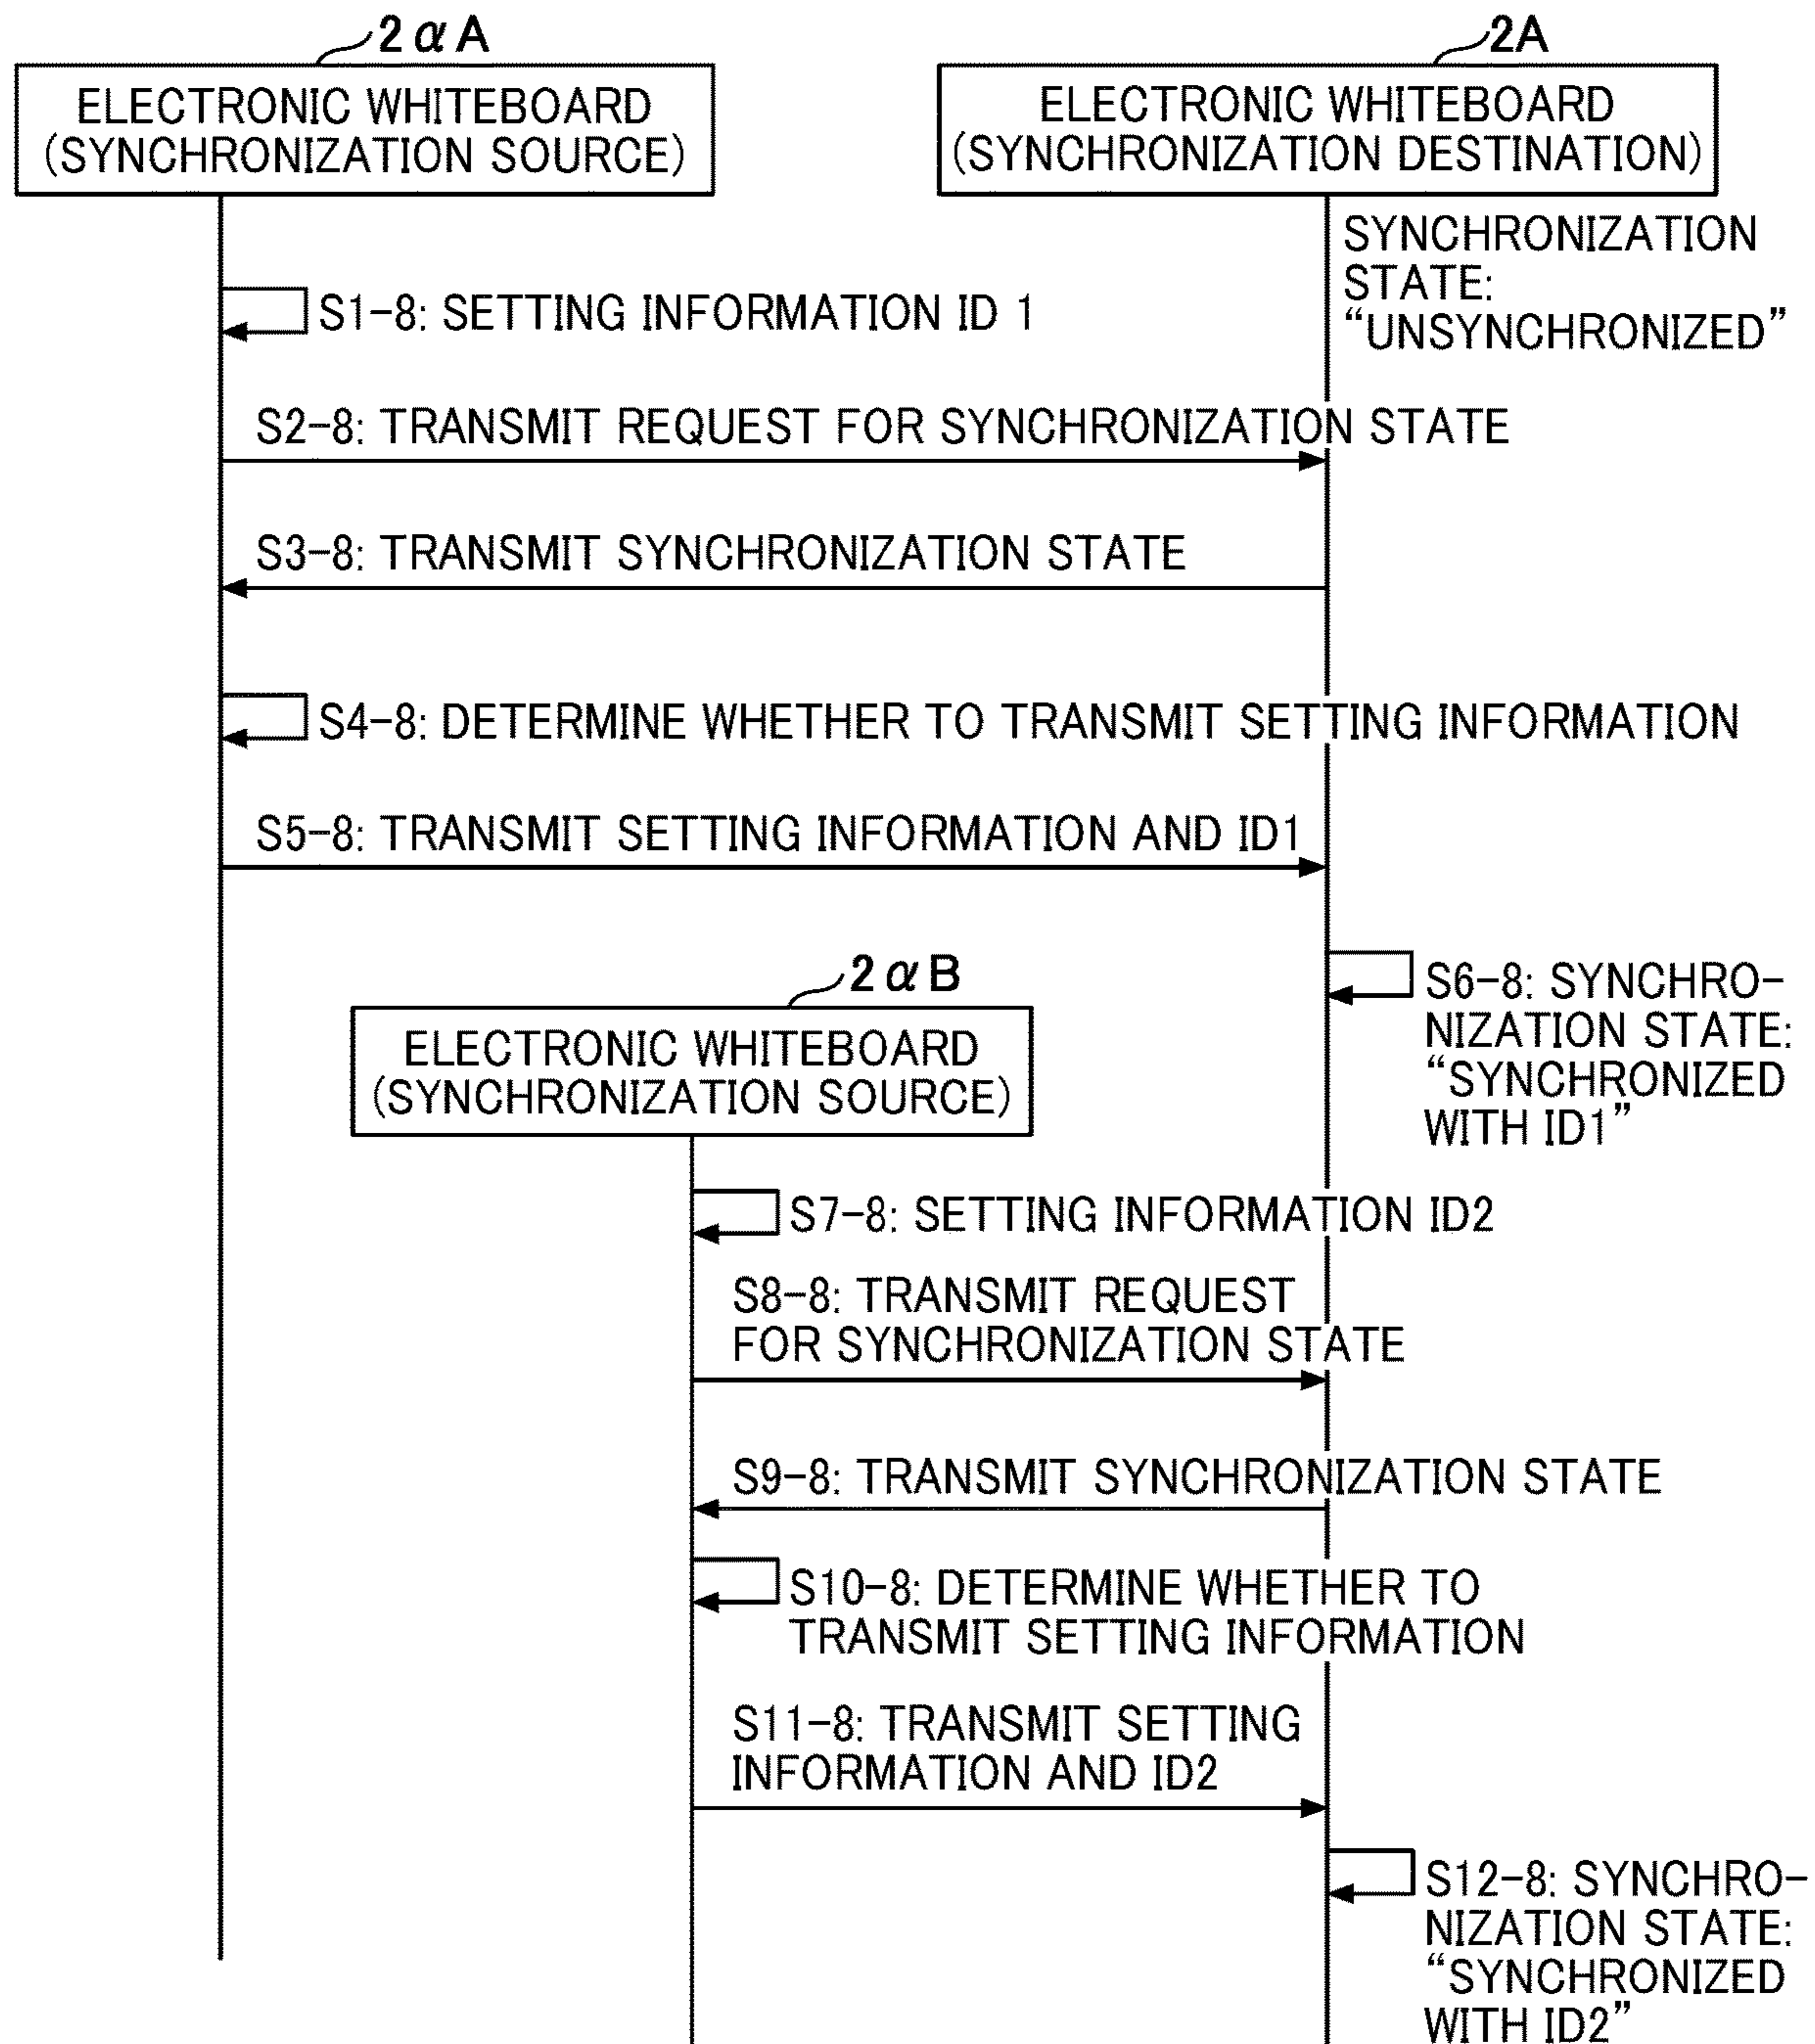 2αA
2A
ELECTRONIC WHITEBOARD
(SYNCHRONIZATION SOURCE)
ELECTRONIC WHITEBOARD
(SYNCHRONIZATION DESTINATION)
SYNCHRONIZATION
STATE:
“UNSYNCHRONIZED”
S1-8: SETTING INFORMATION ID 1
S2-8: TRANSMIT REQUEST FOR SYNCHRONIZATION STATE
S3-8: TRANSMIT SYNCHRONIZATION STATE
S4-8: DETERMINE WHETHER TO TRANSMIT SETTING INFORMATION
S5-8: TRANSMIT SETTING INFORMATION AND ID1
S6-8: SYNCHRO-
NIZATION STATE:
“SYNCHRONIZED
WITH ID1”
2αB
ELECTRONIC WHITEBOARD
(SYNCHRONIZATION SOURCE)
S7-8: SETTING INFORMATION ID2
S8-8: TRANSMIT REQUEST
FOR SYNCHRONIZATION STATE
S9-8: TRANSMIT SYNCHRONIZATION STATE
S10-8: DETERMINE WHETHER TO
TRANSMIT SETTING INFORMATION
S11-8: TRANSMIT SETTING
INFORMATION AND ID2
S12-8: SYNCHRO-
NIZATION STATE:
“SYNCHRONIZED
WITH ID2”